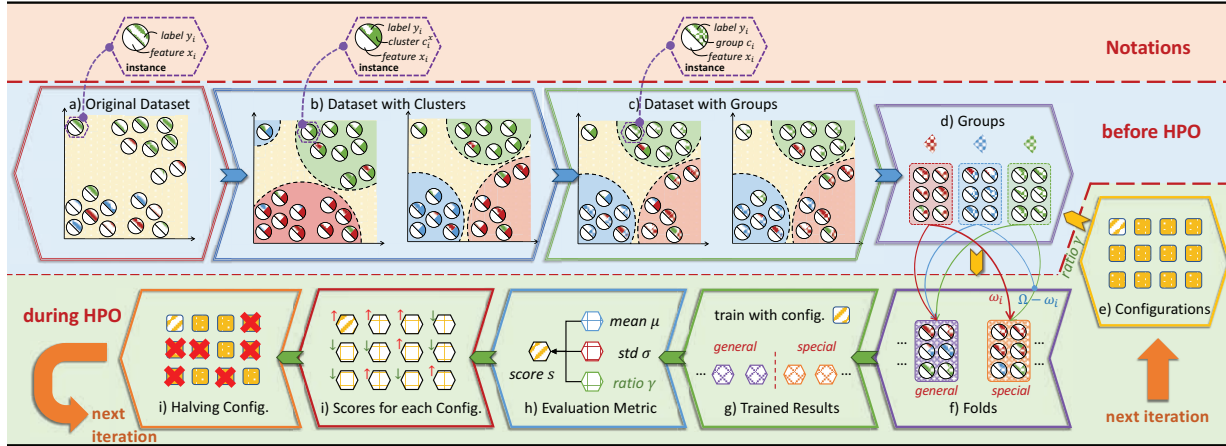 label y_i
feature x_i
instance
label y_i
cluster c_i^x
feature x_i
instance
label y_i
group c_i
feature x_i
instance
Notations
a) Original Dataset
b) Dataset with Clusters
c) Dataset with Groups
d) Groups
before HPO
ratio γ
e) Configurations
next iteration
ω_i
Ω − ω_i
during HPO
next
iteration
i) Halving Config.
i) Scores for each Config.
mean μ
std σ
score s
ratio γ
h) Evaluation Metric
train with config.
general
special
...
...
g) Trained Results
...
...
general
special
f) Folds